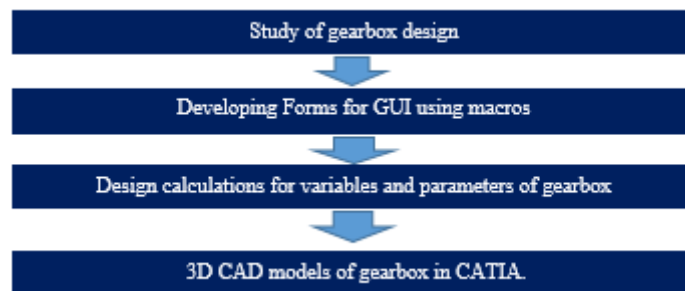 Study of gearbox design
Developing Forms for GUI using macros
Design calculations for variables and parameters of gearbox
3D CAD models of gearbox in CATIA.